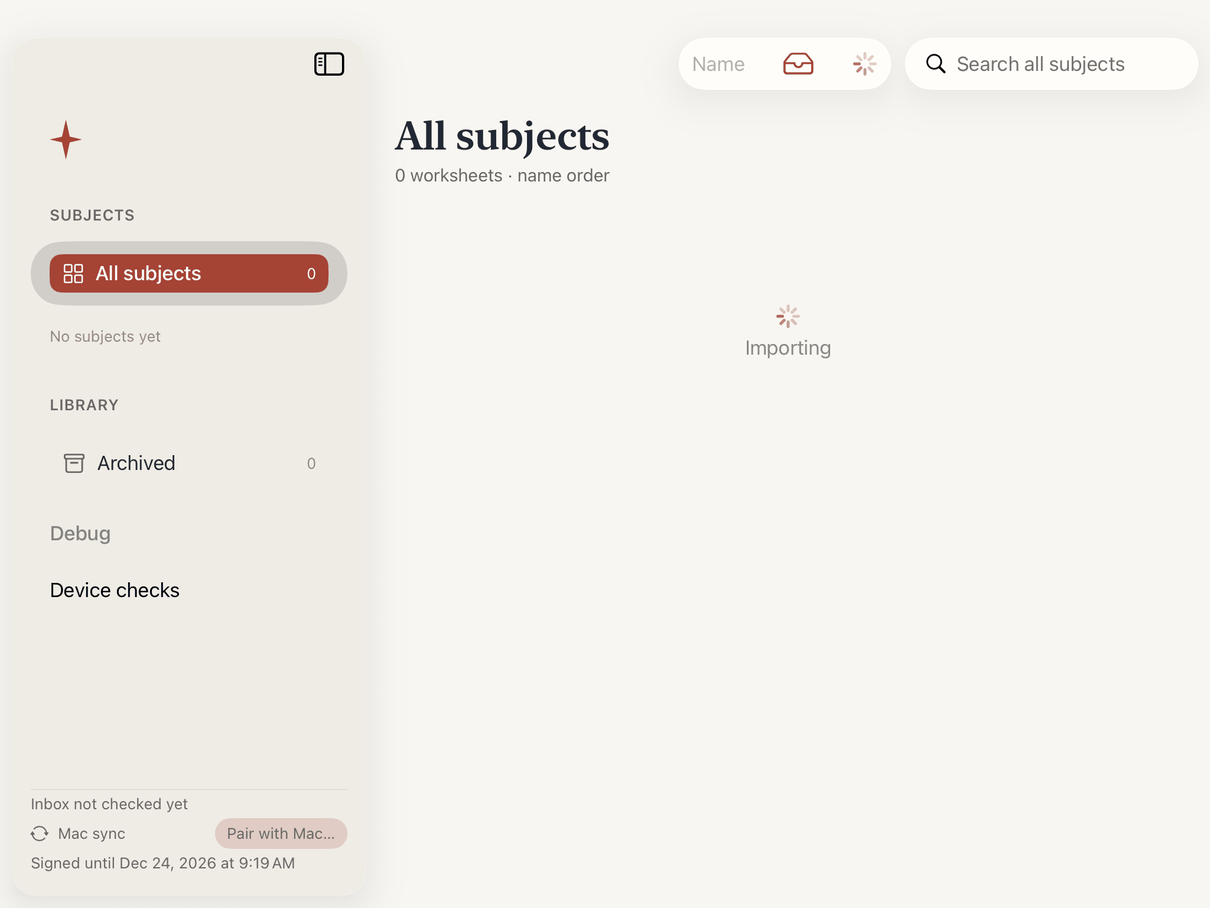 Name
Search all subjects
All subjects
0 worksheets · name order
SUBJECTS
All subjects 0
No subjects yet
Importing
LIBRARY
Archived 0
Debug
Device checks
Inbox not checked yet
Mac sync Pair with Mac...
Signed until Dec 24, 2026 at 9:19 AM